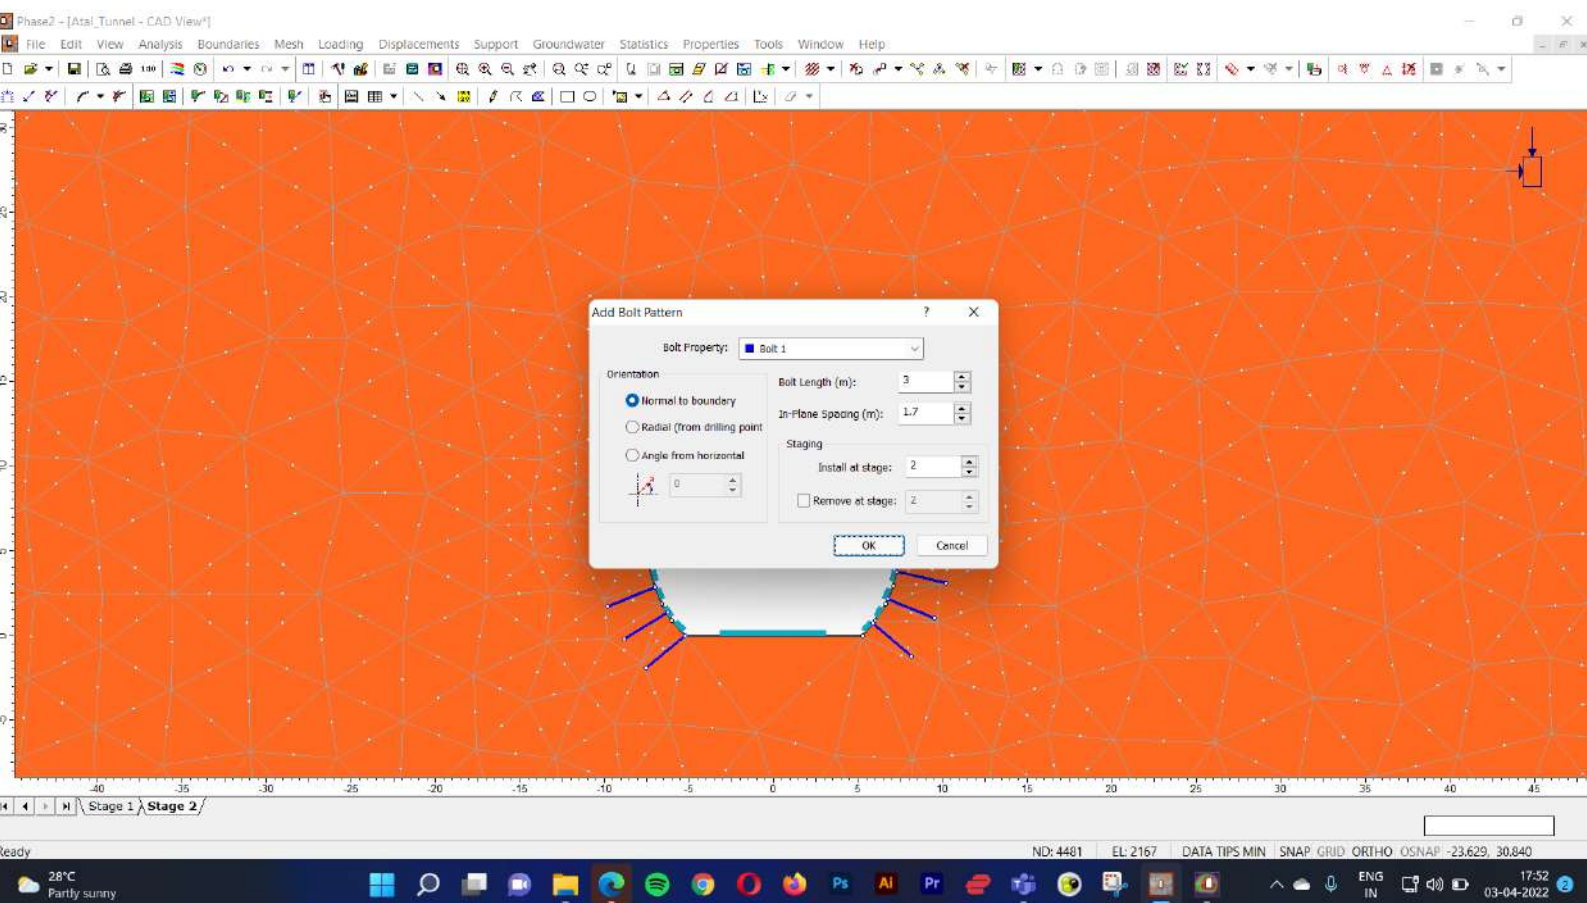 Phase2 - [Atal_Tunnel - CAD View*]
File Edit View Analysis Boundaries Mesh Loading Displacements Support Groundwater Statistics Properties Tools Window Help
Add Bolt Pattern ? X
Bolt Property: Bolt 1
Orientation
Normal to boundary
Radial (from drilling point
Angle from horizontal
0
Bolt Length (m): 3
In-Plane Spacing (m): 1.7
Staging
Install at stage: 2
Remove at stage: 2
OK Cancel
-40 -35 -30 -25 -20 -15 -10 -5 0 5 10 15 20 25 30 35 40 45
Stage 1 Stage 2
Ready ND: 4481 EL: 2167 DATA TIPS MIN SNAP GRID ORTHO OSNAP -23.629, 30.840
28°C
Partly sunny
Ps Ai Pr
ENG
IN
17:52
03-04-2022
2